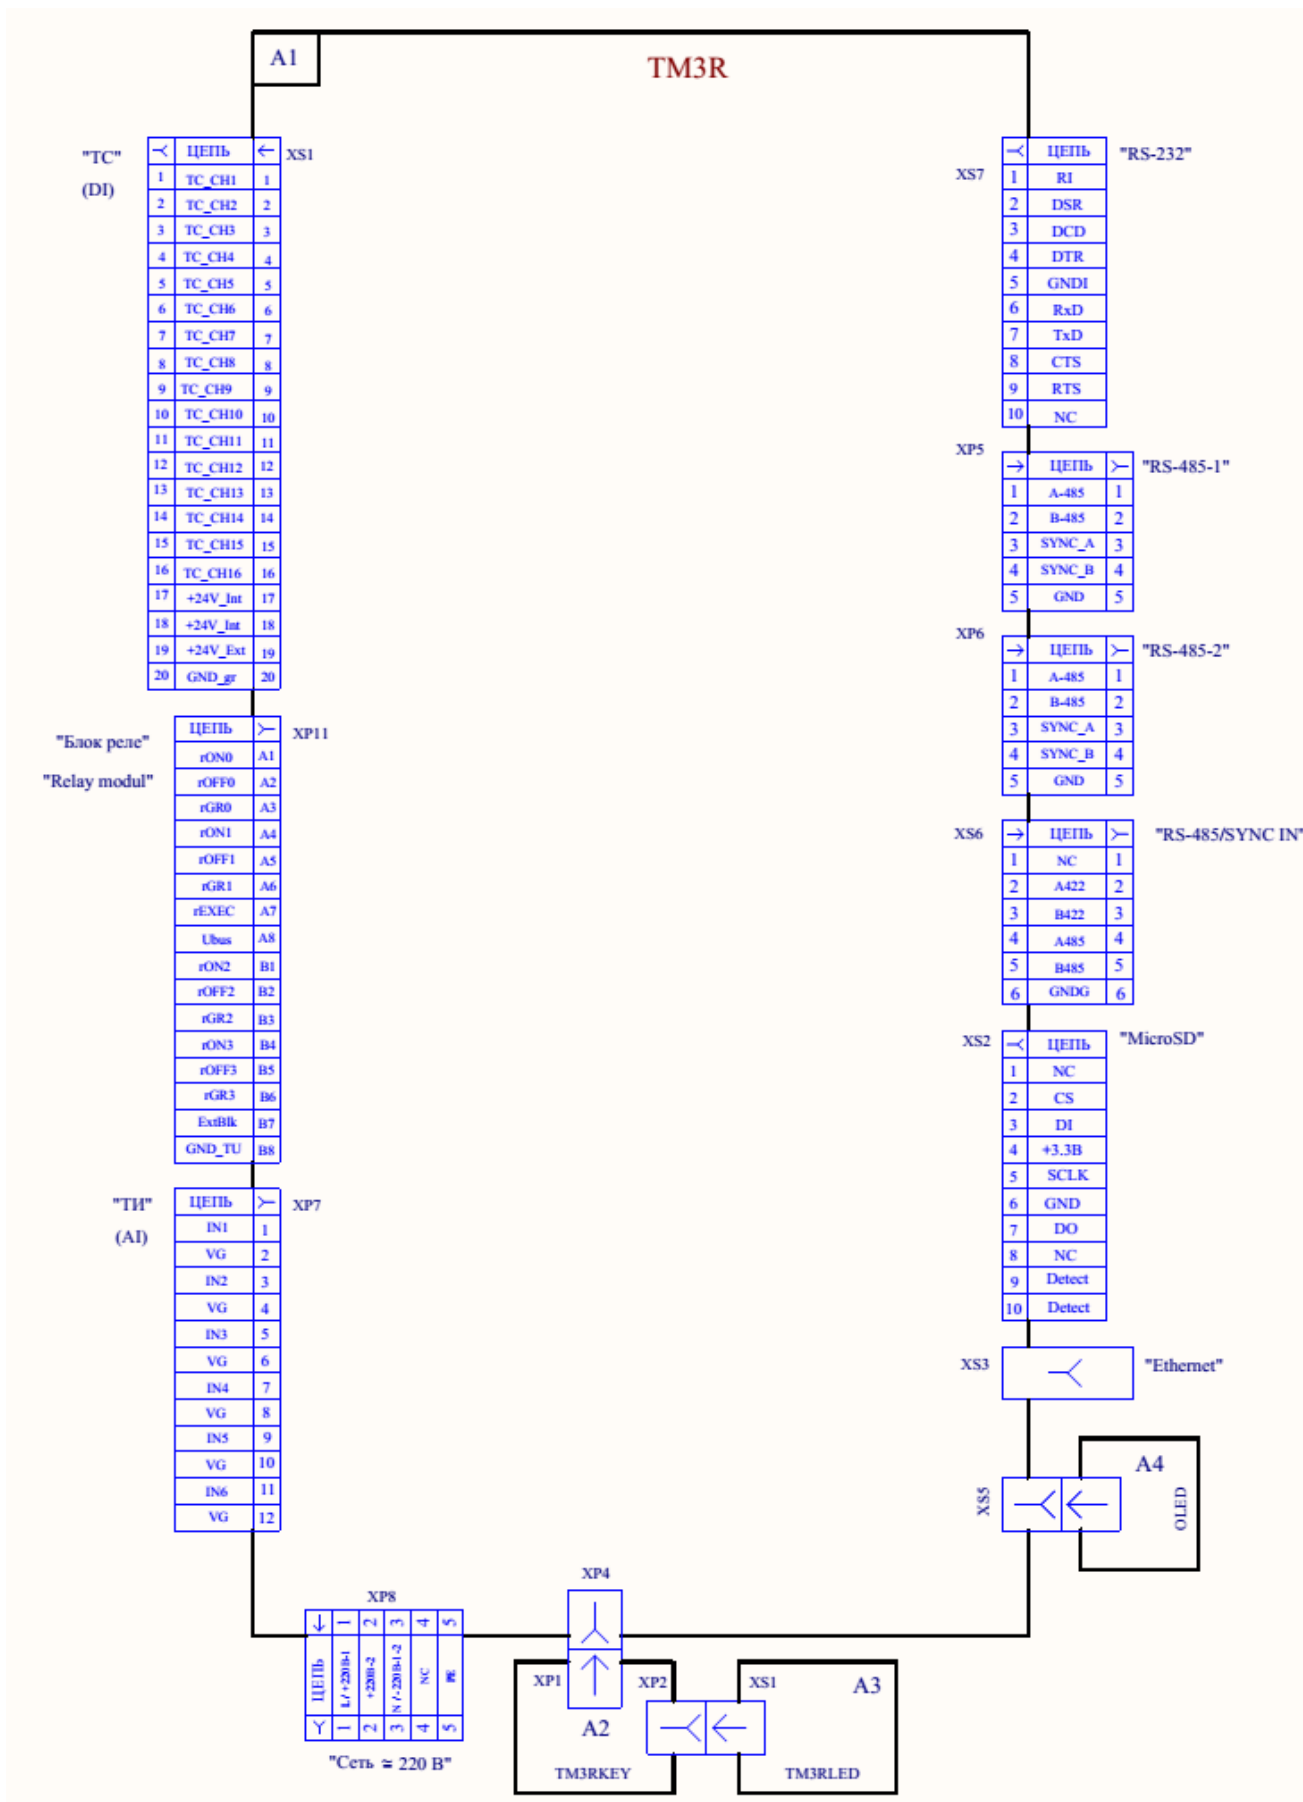 A1
TM3R
"ТС"
(DI)
ЦЕПЬ
XS1
1 TC_CH1 1
2 TC_CH2 2
3 TC_CH3 3
4 TC_CH4 4
5 TC_CH5 5
6 TC_CH6 6
7 TC_CH7 7
8 TC_CH8 8
9 TC_CH9 9
10 TC_CH10 10
11 TC_CH11 11
12 TC_CH12 12
13 TC_CH13 13
14 TC_CH14 14
15 TC_CH15 15
16 TC_CH16 16
17 +24V_Int 17
18 +24V_Int 18
19 +24V_Ext 19
20 GND_gr 20
"Блок реле"
"Relay modul"
ЦЕПЬ
XP11
rON0 A1
rOFF0 A2
rGR0 A3
rON1 A4
rOFF1 A5
rGR1 A6
rEXEC A7
Ubus A8
rON2 B1
rOFF2 B2
rGR2 B3
rON3 B4
rOFF3 B5
rGR3 B6
ExtBlk B7
GND_TU B8
"ТИ"
(AI)
ЦЕПЬ
XP7
IN1 1
VG 2
IN2 3
VG 4
IN3 5
VG 6
IN4 7
VG 8
IN5 9
VG 10
IN6 11
VG 12
XS7
ЦЕПЬ
"RS-232"
1 RI
2 DSR
3 DCD
4 DTR
5 GNDI
6 RxD
7 TxD
8 CTS
9 RTS
10 NC
XP5
ЦЕПЬ
"RS-485-1"
1 A-485 1
2 B-485 2
3 SYNC_A 3
4 SYNC_B 4
5 GND 5
XP6
ЦЕПЬ
"RS-485-2"
1 A-485 1
2 B-485 2
3 SYNC_A 3
4 SYNC_B 4
5 GND 5
XS6
ЦЕПЬ
"RS-485/SYNC IN"
1 NC 1
2 A422 2
3 B422 3
4 A485 4
5 B485 5
6 GNDG 6
XS2
ЦЕПЬ
"MicroSD"
1 NC
2 CS
3 DI
4 +3.3В
5 SCLK
6 GND
7 DO
8 NC
9 Detect
10 Detect
XS3
"Ethernet"
XS5
A4
OLED
XP8
ЦЕПЬ
1 L/+220В-1 1
2 +220В-2 2
3 N/-220В-1-2 3
4 NC 4
5 PE 5
"Сеть ≃ 220 В"
XP4
XP1
A2
XP2
TM3RKEY
XS1
A3
TM3RLED